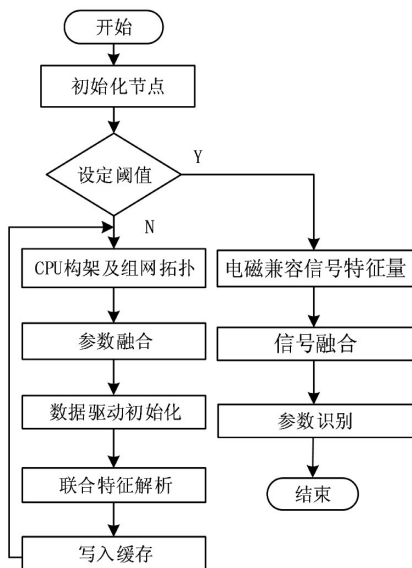 开始
初始化节点
设定阈值
Y
N
CPU构架及组网拓扑
电磁兼容信号特征量
参数融合
信号融合
数据驱动初始化
参数识别
联合特征解析
结束
写入缓存